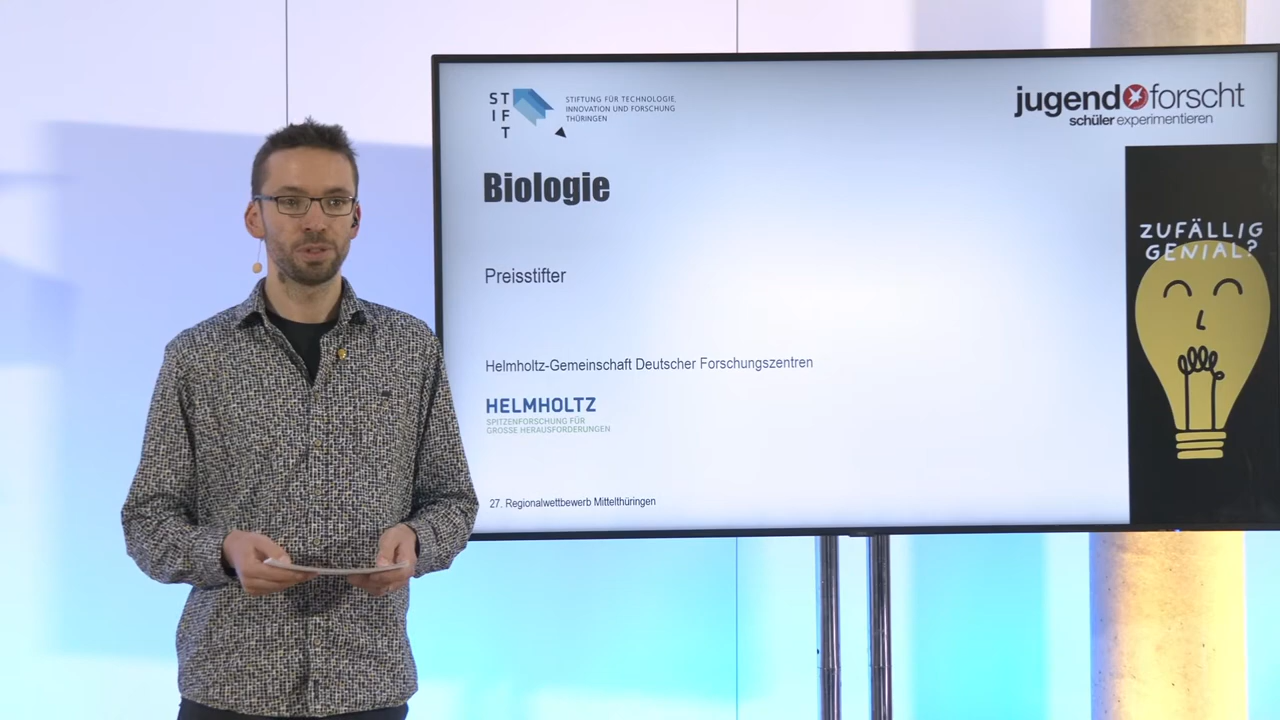 ST
IF
T
STIFTUNG FÜR TECHNOLOGIE,
INNOVATION UND FORSCHUNG
THÜRINGEN
jugend forscht
schüler experimentieren
Biologie
ZUFÄLLIG
GENIAL?
Preisstifter
Helmholtz-Gemeinschaft Deutscher Forschungszentren
HELMHOLTZ
SPITZENFORSCHUNG FÜR
GROSSE HERAUSFORDERUNGEN
27. Regionalwettbewerb Mittelthüringen